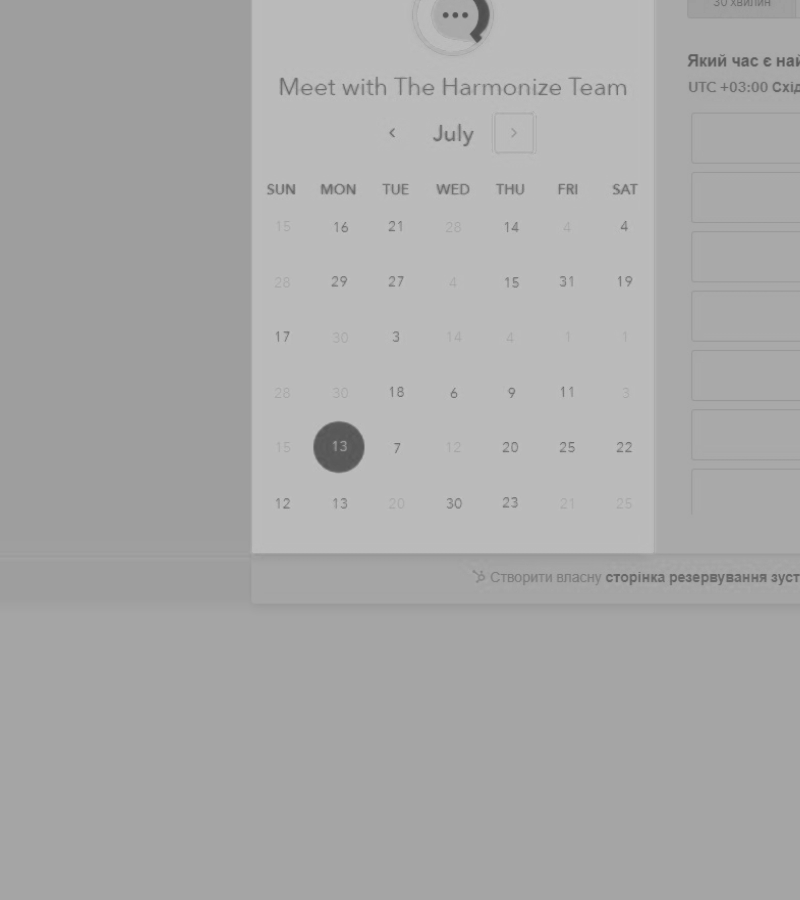 30 хвилин
Meet with The Harmonize Team
Який час є най
UTC +03:00 Схід
July
SUN MON TUE WED THU FRI SAT
15 16 21 28 14 4 4
28 29 27 4 15 31 19
17 30 3 14 4 1 1
28 30 18 6 9 11 3
15 13 7 12 20 25 22
12 13 20 30 23 21 25
Створити власну сторінка резервування зуст